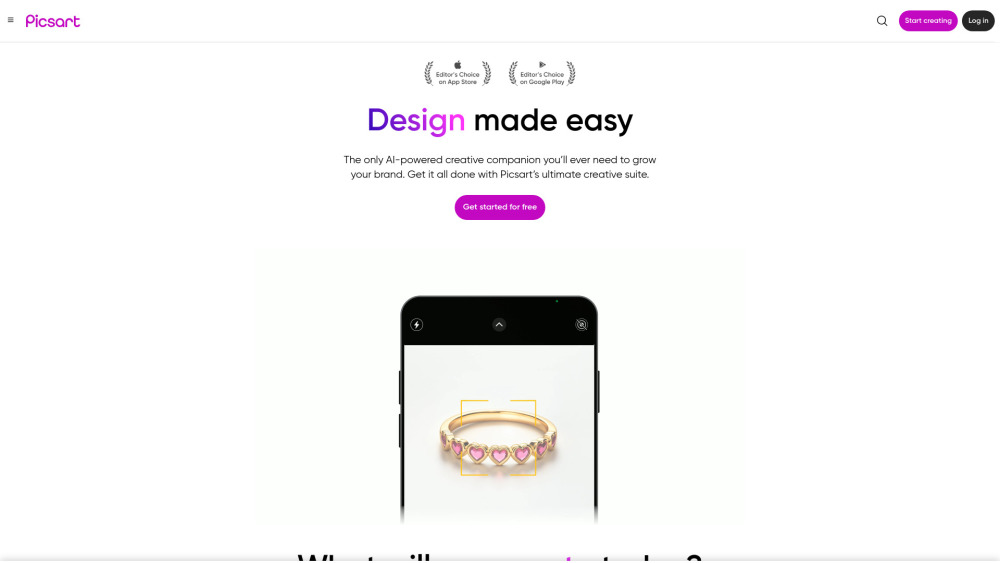 Picsart
Start creating
Log in
Editor's Choice
on App Store
Editor's Choice
on Google Play
Design made easy
The only AI-powered creative companion you'll ever need to grow
your brand. Get it all done with Picsart's ultimate creative suite.
Get started for free